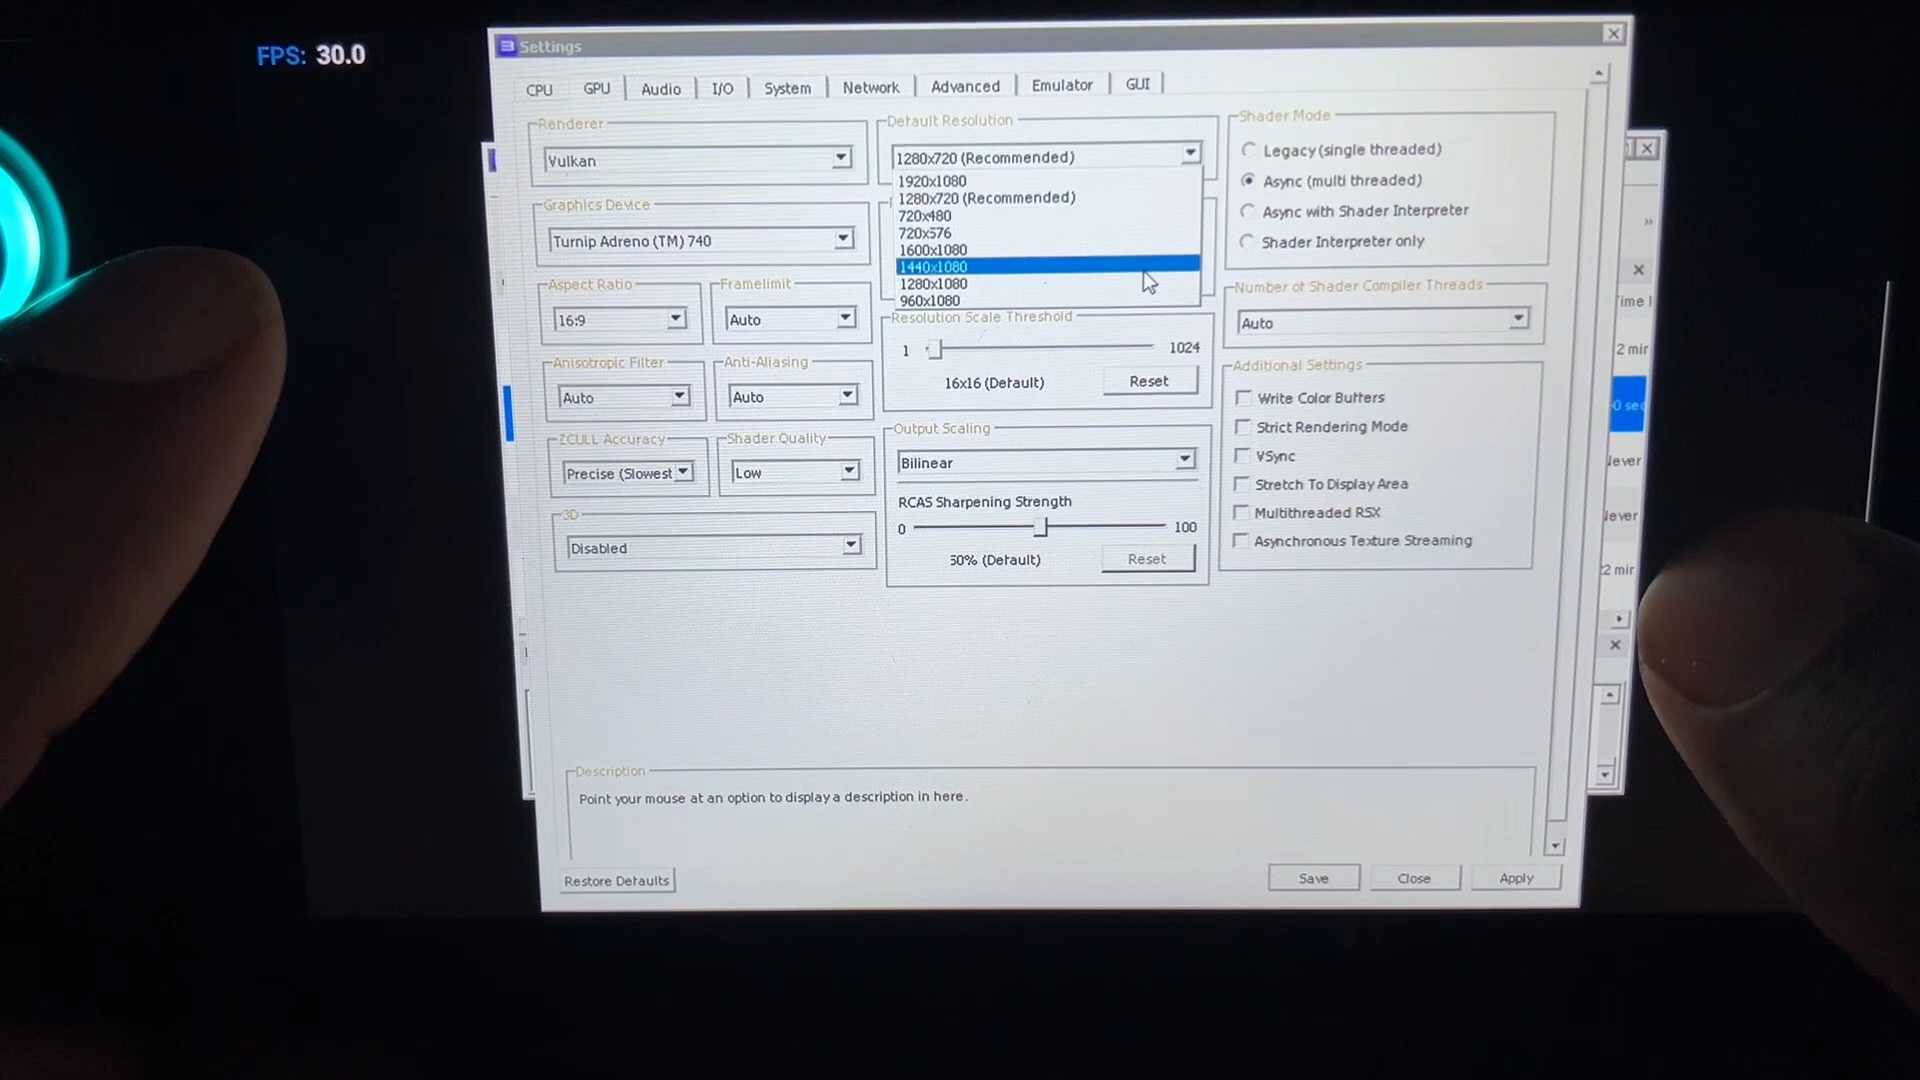 FPS: 30.0
Settings
CPU
GPU
Audio
I/O
System
Network
Advanced
Emulator
GUI
Renderer
Vulkan
Graphics Device
Turnip Adreno (TM) 740
Aspect Ratio
16:9
Framelimit
Auto
Anisotropic Filter
Auto
Anti-Aliasing
Auto
ZCULL Accuracy
Precise (Slowest
Shader Quality
Low
3D
Disabled
Default Resolution
1280x720 (Recommended)
1920x1080
1280x720 (Recommended)
720x480
720x576
1600x1080
1440x1080
1280x1080
960x1080
Resolution Scale Threshold
1
1024
16x16 (Default)
Reset
Output Scaling
Bilinear
RCAS Sharpening Strength
0
100
50% (Default)
Reset
Shader Mode
Legacy (single threaded)
Async (multi threaded)
Async with Shader Interpreter
Shader Interpreter only
Number of Shader Compiler Threads
Auto
Additional Settings
Write Color Buffers
Strict Rendering Mode
VSync
Stretch To Display Area
Multithreaded RSX
Asynchronous Texture Streaming
Description
Point your mouse at an option to display a description in here.
Restore Defaults
Save
Close
Apply